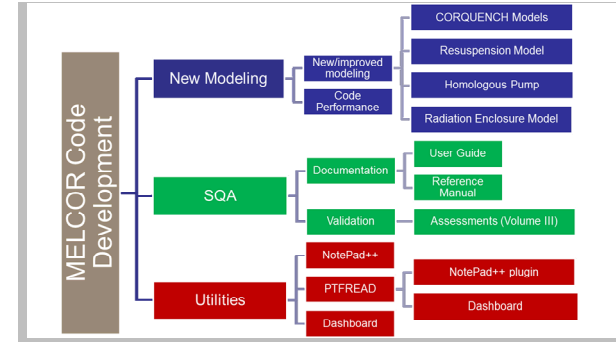 MELCOR Code
Development
New Modeling
New/improved
modeling
Code
Performance
CORQUENCH Models
Resuspension Model
Homologous Pump
Radiation Enclosure Model
SQA
Documentation
User Guide
Reference
Manual
Validation
Assessments (Volume III)
Utilities
NotePad++
PTFREAD
NotePad++ plugin
Dashboard
Dashboard